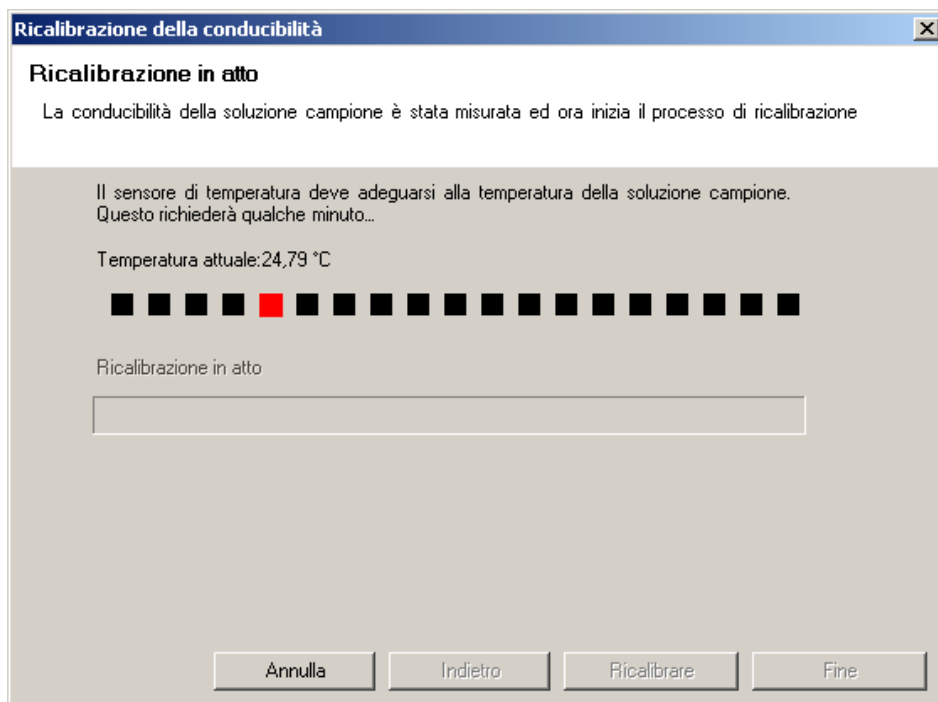 Ricalibrazione della conducibilità
Ricalibrazione in atto
La conducibilità della soluzione campione è stata misurata ed ora inizia il processo di ricalibrazione
Il sensore di temperatura deve adeguarsi alla temperatura della soluzione campione.
Questo richiederà qualche minuto...
Temperatura attuale:24,79 °C
Ricalibrazione in atto
Annulla Indietro Ricalibrare Fine